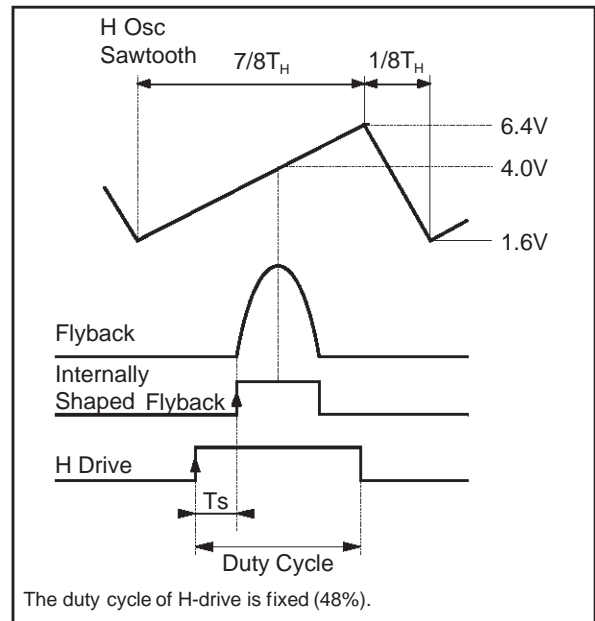 H Osc
Sawtooth
7/8T_H
1/8T_H
6.4V
4.0V
1.6V
Flyback
Internally
Shaped Flyback
H Drive
Ts
Duty Cycle
The duty cycle of H-drive is fixed (48%).